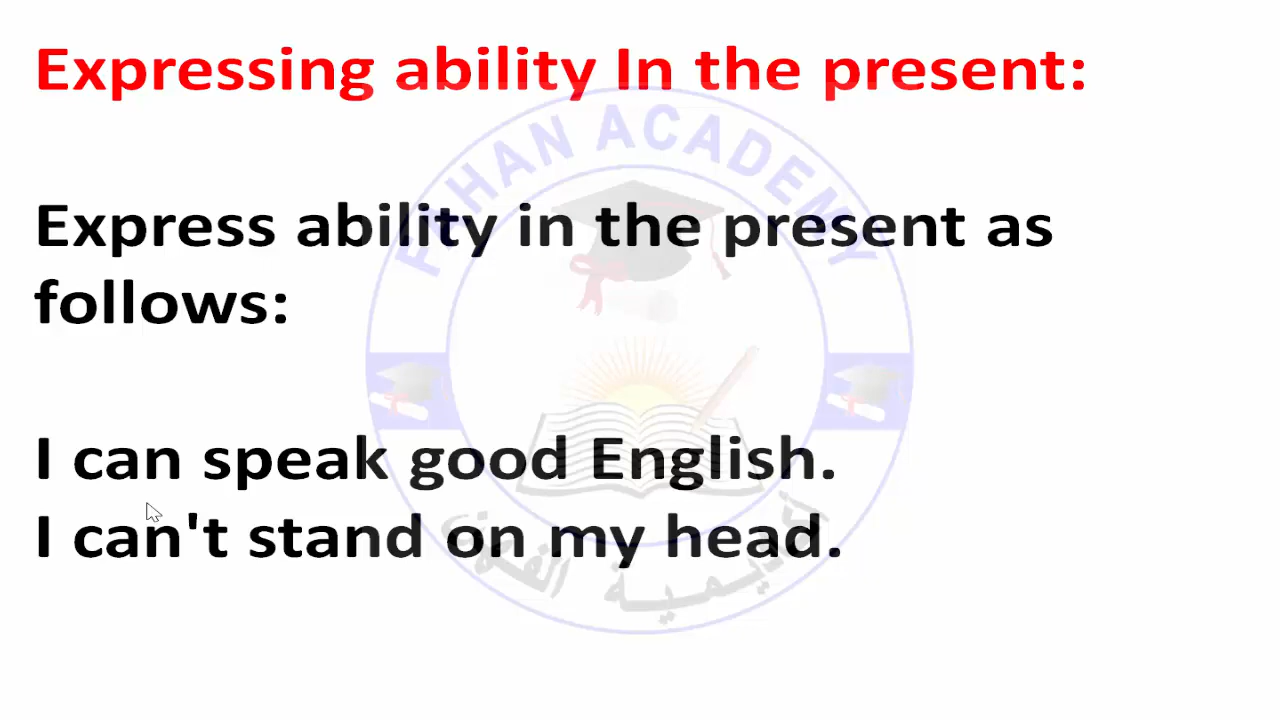 Expressing ability In the present:
Express ability in the present as
follows:
I can speak good English.
I can't stand on my head.
ACADEMY